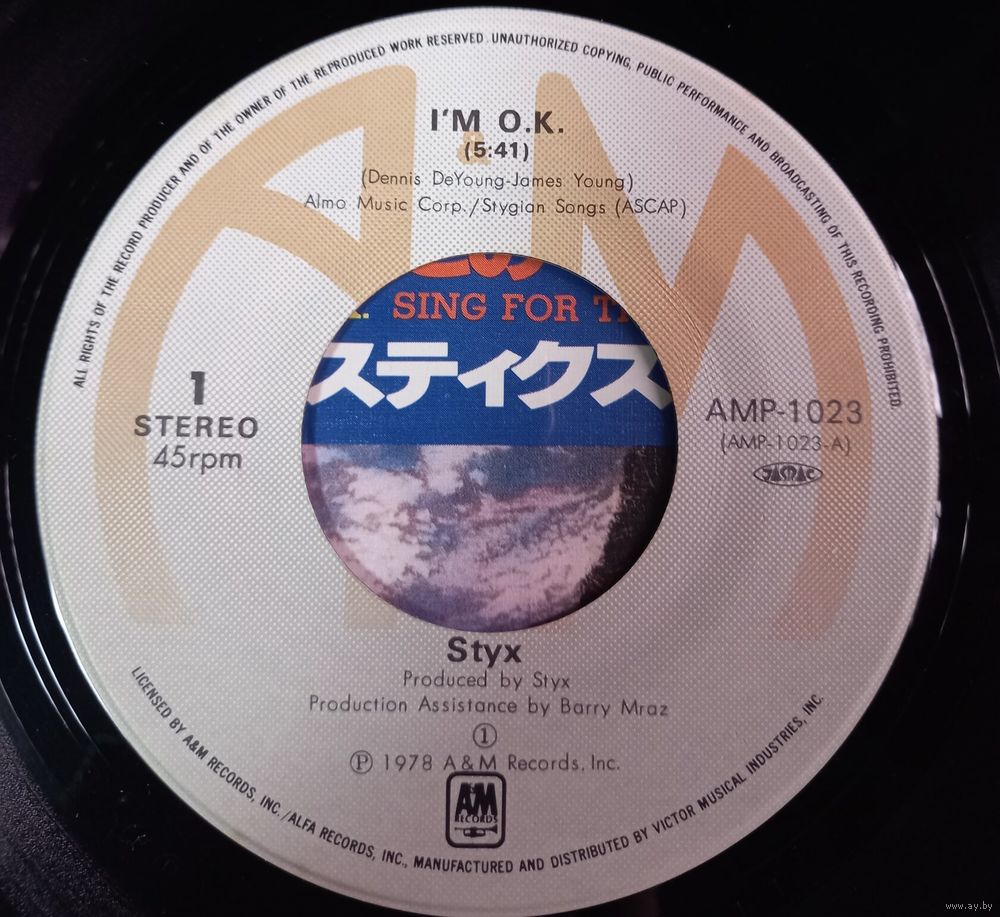 ALL RIGHTS OF THE RECORD PRODUCER AND OF THE OWNER OF THE REPRODUCED WORK RESERVED. UNAUTHORIZED COPYING, PUBLIC PERFORMANCE AND BROADCASTING OF THIS RECORDING PROHIBITED.
A&M
I'M O.K.
(5:41)
(Dennis DeYoung-James Young)
Almo Music Corp./Stygian Songs (ASCAP)
SING FOR
スティクス
1
STEREO
45rpm
AMP-1023
(AMP-1023-A)
JASRAC
Styx
Produced by Styx
Production Assistance by Barry Mraz
①
Ⓟ 1978 A&M Records, Inc.
A&M
RECORDS
LICENSED BY A&M RECORDS, INC./ALFA RECORDS, INC., MANUFACTURED AND DISTRIBUTED BY VICTOR MUSICAL INDUSTRIES, INC.
www.ay.by